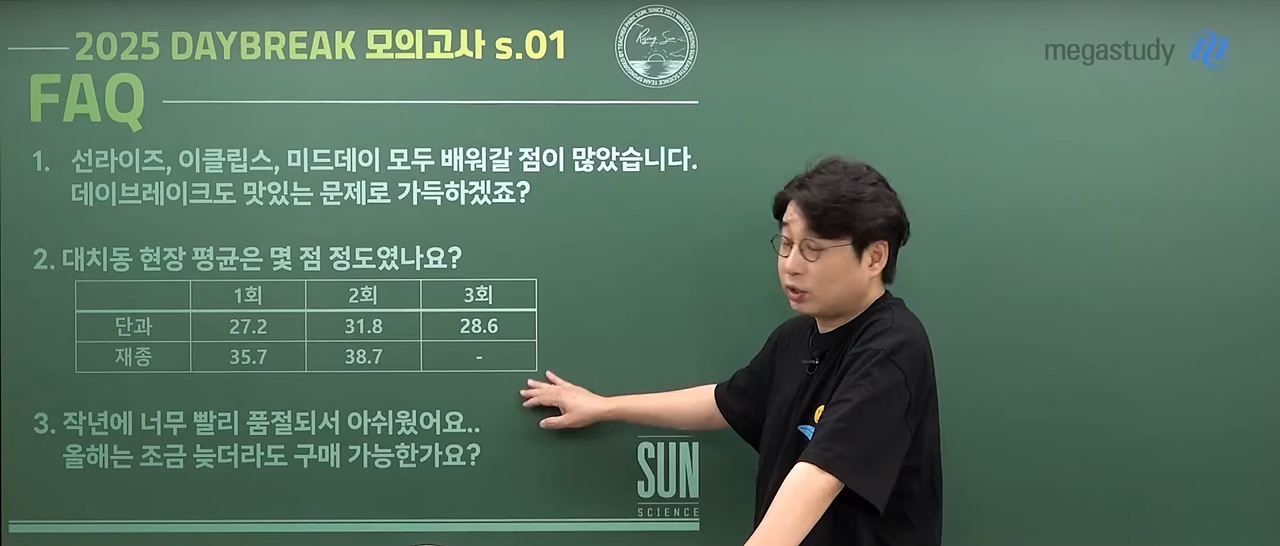 2025 DAYBREAK 모의고사 s.01
megastudy
FAQ
1. 선라이즈, 이클립스, 미드데이 모두 배워갈 점이 많았습니다.
데이브레이크도 맛있는 문제로 가득하겠죠?
2. 대치동 현장 평균은 몇 점 정도였나요?
1회 2회 3회
단과 27.2 31.8 28.6
재종 35.7 38.7 -
3. 작년에 너무 빨리 품절되서 아쉬웠어요..
올해는 조금 늦더라도 구매 가능한가요?
SUN
SCIENCE